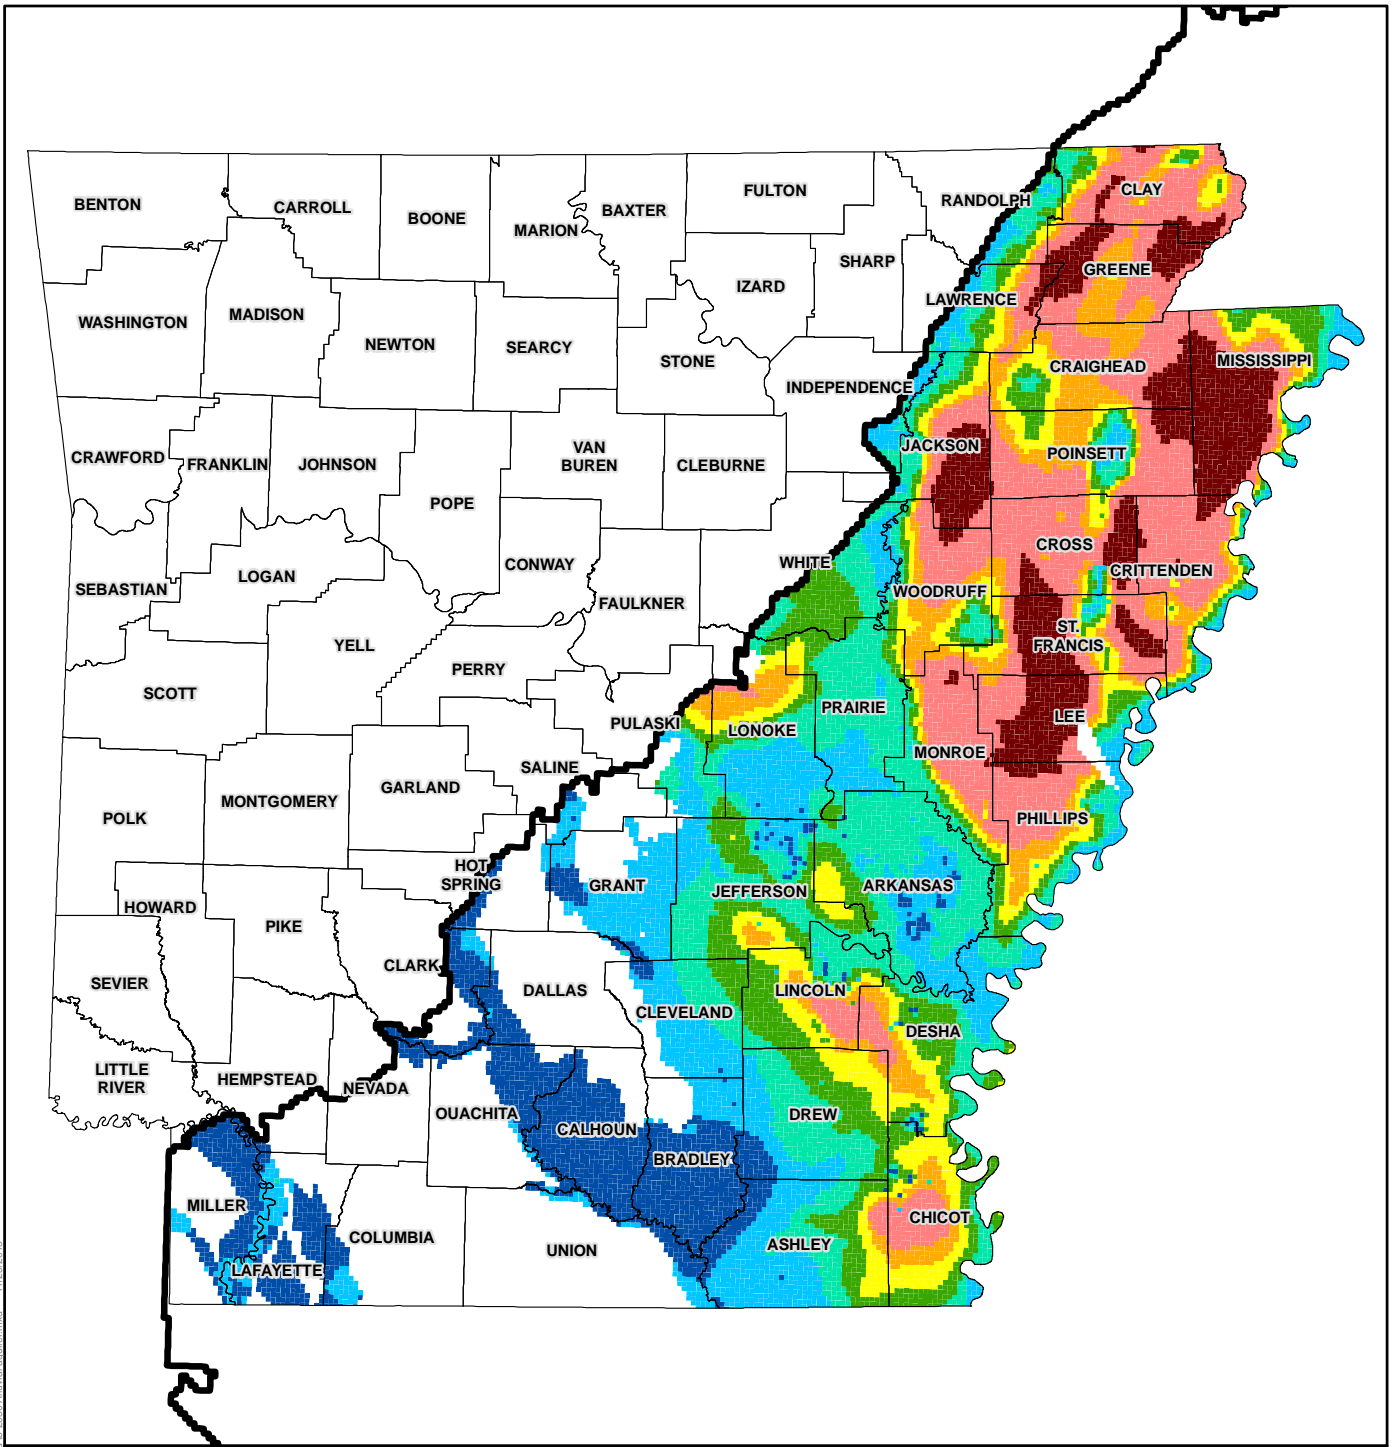 BENTON
CARROLL
BOONE
MARION
BAXTER
FULTON
RANDOLPH
CLAY
SHARP
IZARD
GREENE
LAWRENCE
WASHINGTON
MADISON
NEWTON
SEARCY
STONE
INDEPENDENCE
CRAIGHEAD
MISSISSIPPI
CRAWFORD
FRANKLIN
JOHNSON
VAN
BUREN
CLEBURNE
JACKSON
POINSETT
POPE
CONWAY
WHITE
CROSS
CRITTENDEN
SEBASTIAN
LOGAN
FAULKNER
WOODRUFF
ST.
FRANCIS
YELL
PERRY
SCOTT
PULASKI
LONOKE
PRAIRIE
LEE
MONROE
POLK
MONTGOMERY
GARLAND
SALINE
PHILLIPS
HOT
SPRING
GRANT
JEFFERSON
ARKANSAS
HOWARD
PIKE
CLARK
DALLAS
SEVIER
LINCOLN
CLEVELAND
DESHA
LITTLE
RIVER
HEMPSTEAD
NEVADA
OUACHITA
CALHOUN
DREW
BRADLEY
MILLER
COLUMBIA
UNION
ASHLEY
CHICOT
LAFAYETTE